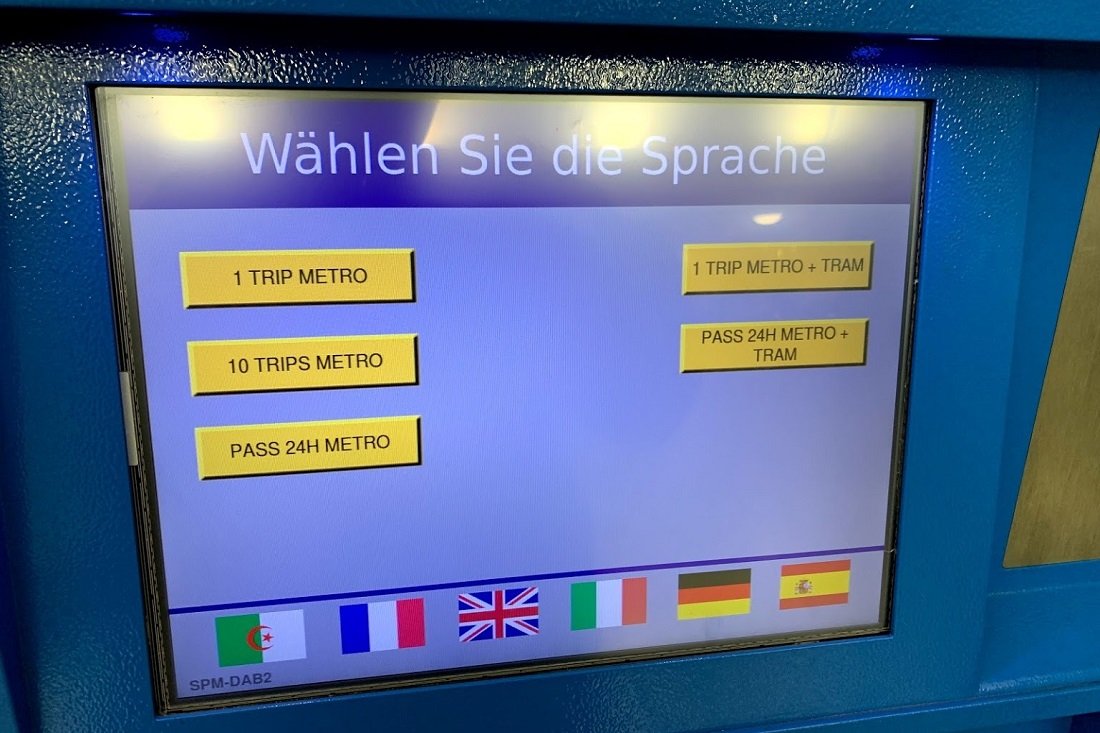 Wählen Sie die Sprache
1 TRIP METRO
10 TRIPS METRO
PASS 24H METRO
1 TRIP METRO + TRAM
PASS 24H METRO +
TRAM
SPM-DAB2